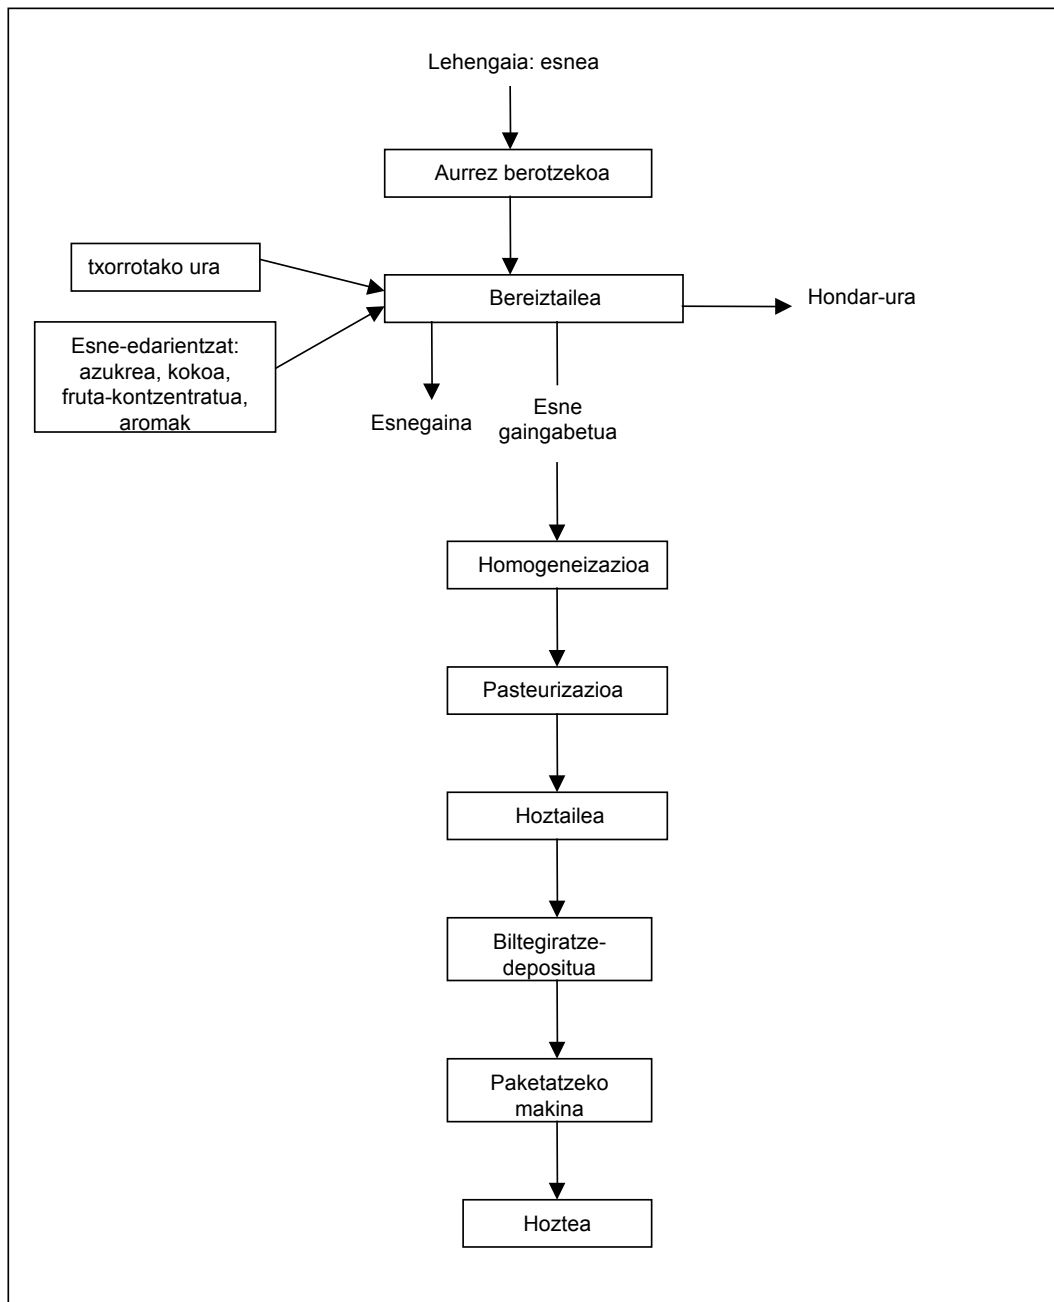 Lehengaia: esnea
Aurrez berotzekoa
txorrotako ura
Bereiztailea
Hondar-ura
Esne-edarientzat:
azukrea, kokoa,
fruta-kontzentratua,
aromak
Esnegaina
Esne
gaingabetua
Homogeneizazioa
Pasteurizazioa
Hoztailea
Biltegiratze-
depositua
Paketatzeko
makina
Hoztea